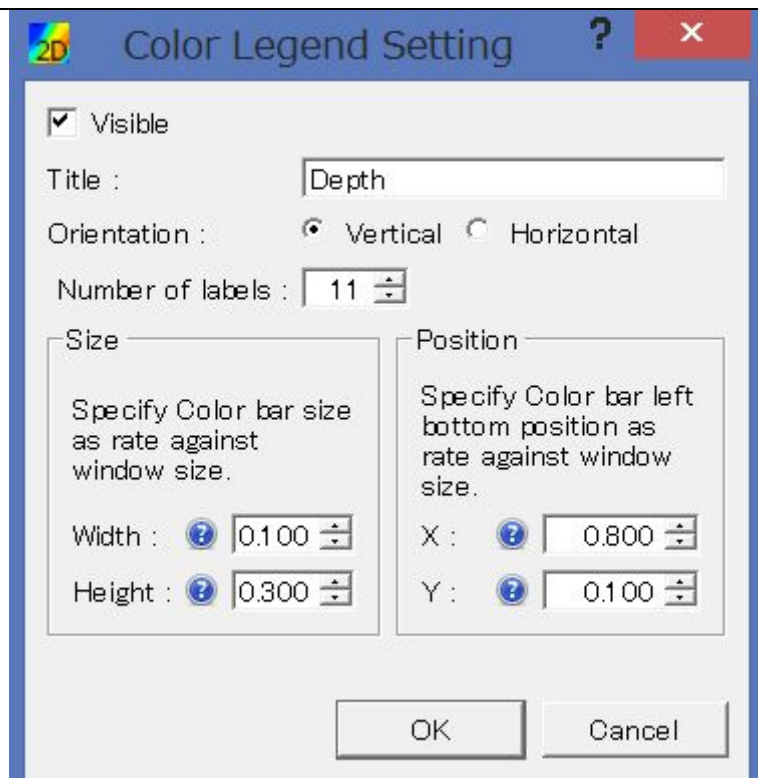 2D Color Legend Setting ? ×
Visible
Title : Depth
Orientation : Vertical Horizontal
Number of labels : 11
Size
Specify Color bar size
as rate against
window size.
Width : ? 0.100
Height : ? 0.300
Position
Specify Color bar left
bottom position as
rate against window
size.
X : ? 0.800
Y : ? 0.100
OK Cancel